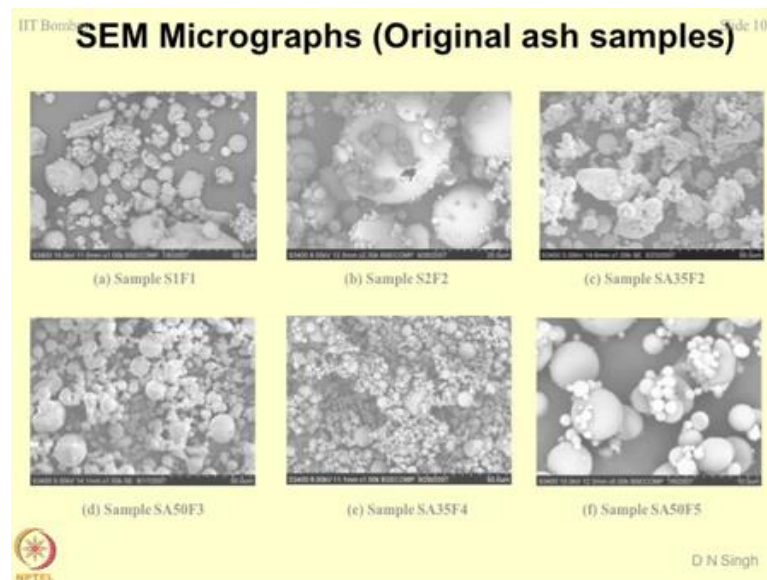 IIT Bombay
Slide 10
SEM Micrographs (Original ash samples)
(a) Sample S1F1
(b) Sample S2F2
(c) Sample SA35F2
(d) Sample SA50F3
(e) Sample SA35F4
(f) Sample SA50F5
NPTEL
D N Singh